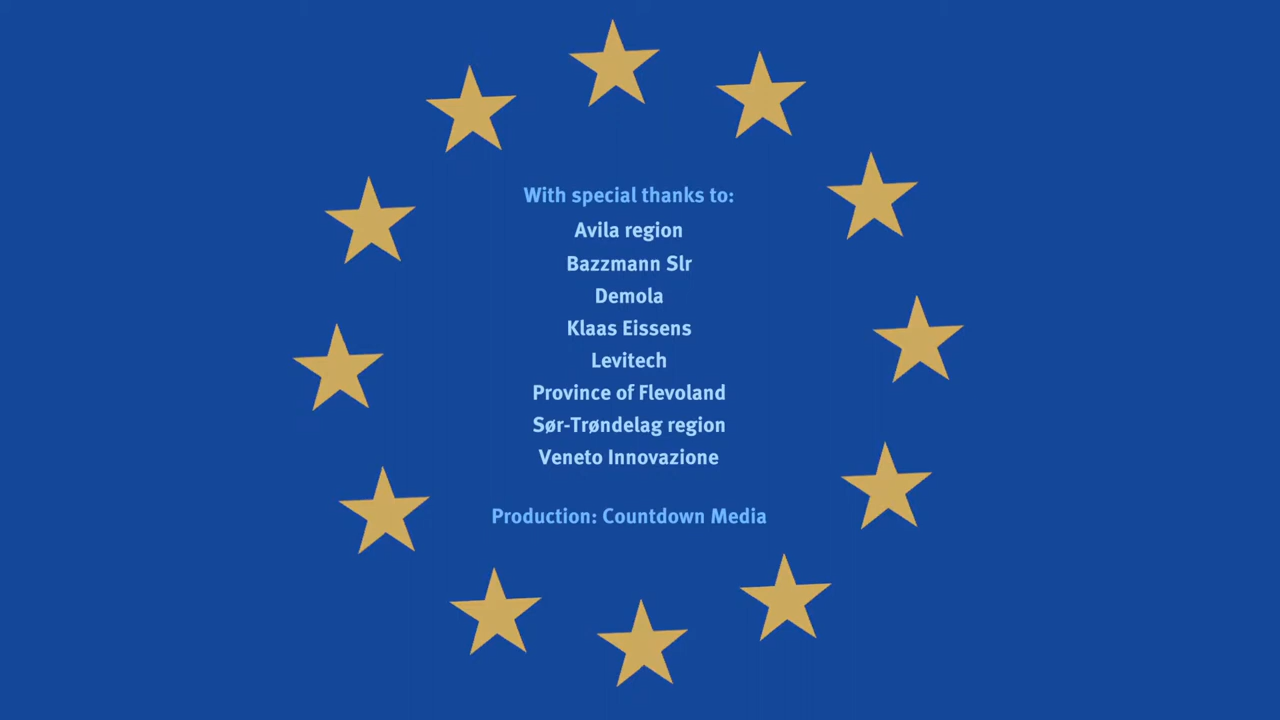 With special thanks to:
Avila region
Bazzmann Slr
Demola
Klaas Eissens
Levitech
Province of Flevoland
Sør-Trøndelag region
Veneto Innovazione
Production: Countdown Media